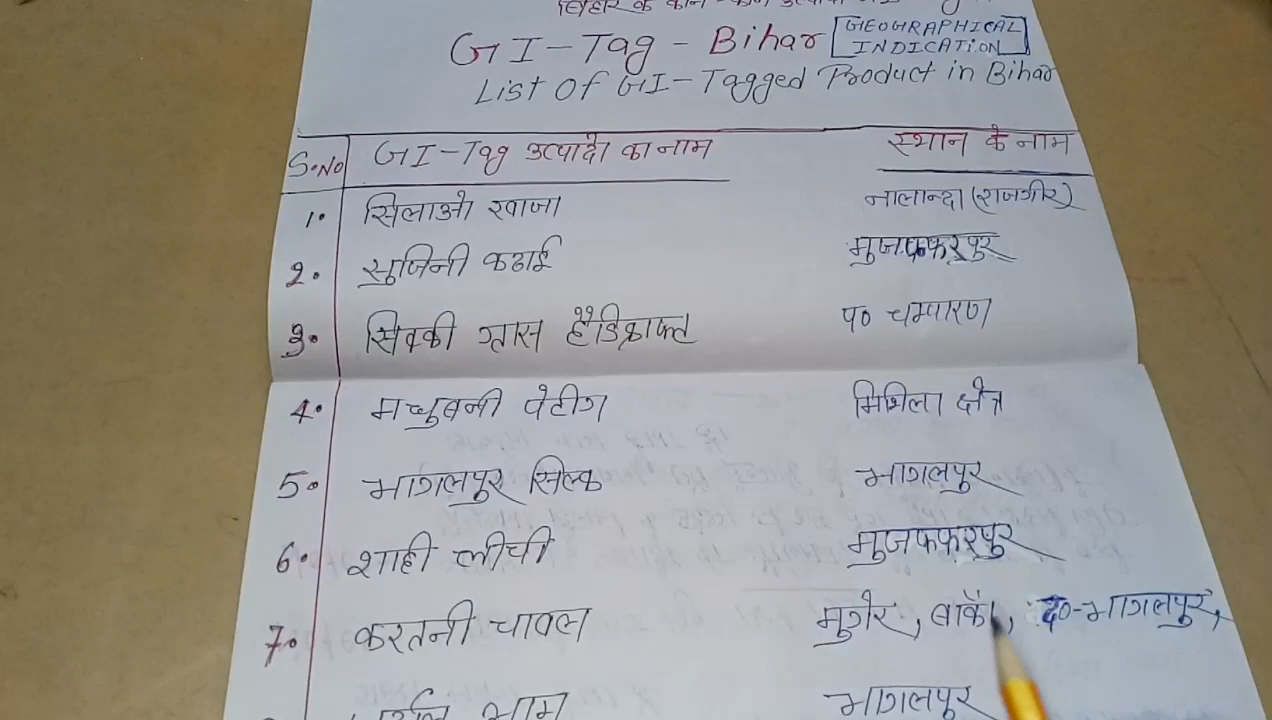 बिहार के कौन-कौन
GI-Tag - Bihar [GEOGRAPHICAL INDICATION]
List Of GI-Tagged Product in Bihar
S.No GI-Tag उत्पादो का नाम स्थान के नाम
1. सिलाओ खाजा नालान्दा (राजगीर)
2. सुजिनी कढाई मुजफ्फरपुर
3. सिक्की ग्रास हैंडिक्राफ्ट प० चम्पारण
4. मधुबनी पेटीग मिथिला क्षेत्र
5. भागलपुर सिल्क भागलपुर
6. शाही लीची मुजफ्फरपुर
7. करतनी चावल मुगेर, बाकाँ, द०-भागलपुर,
आम भागलपुर